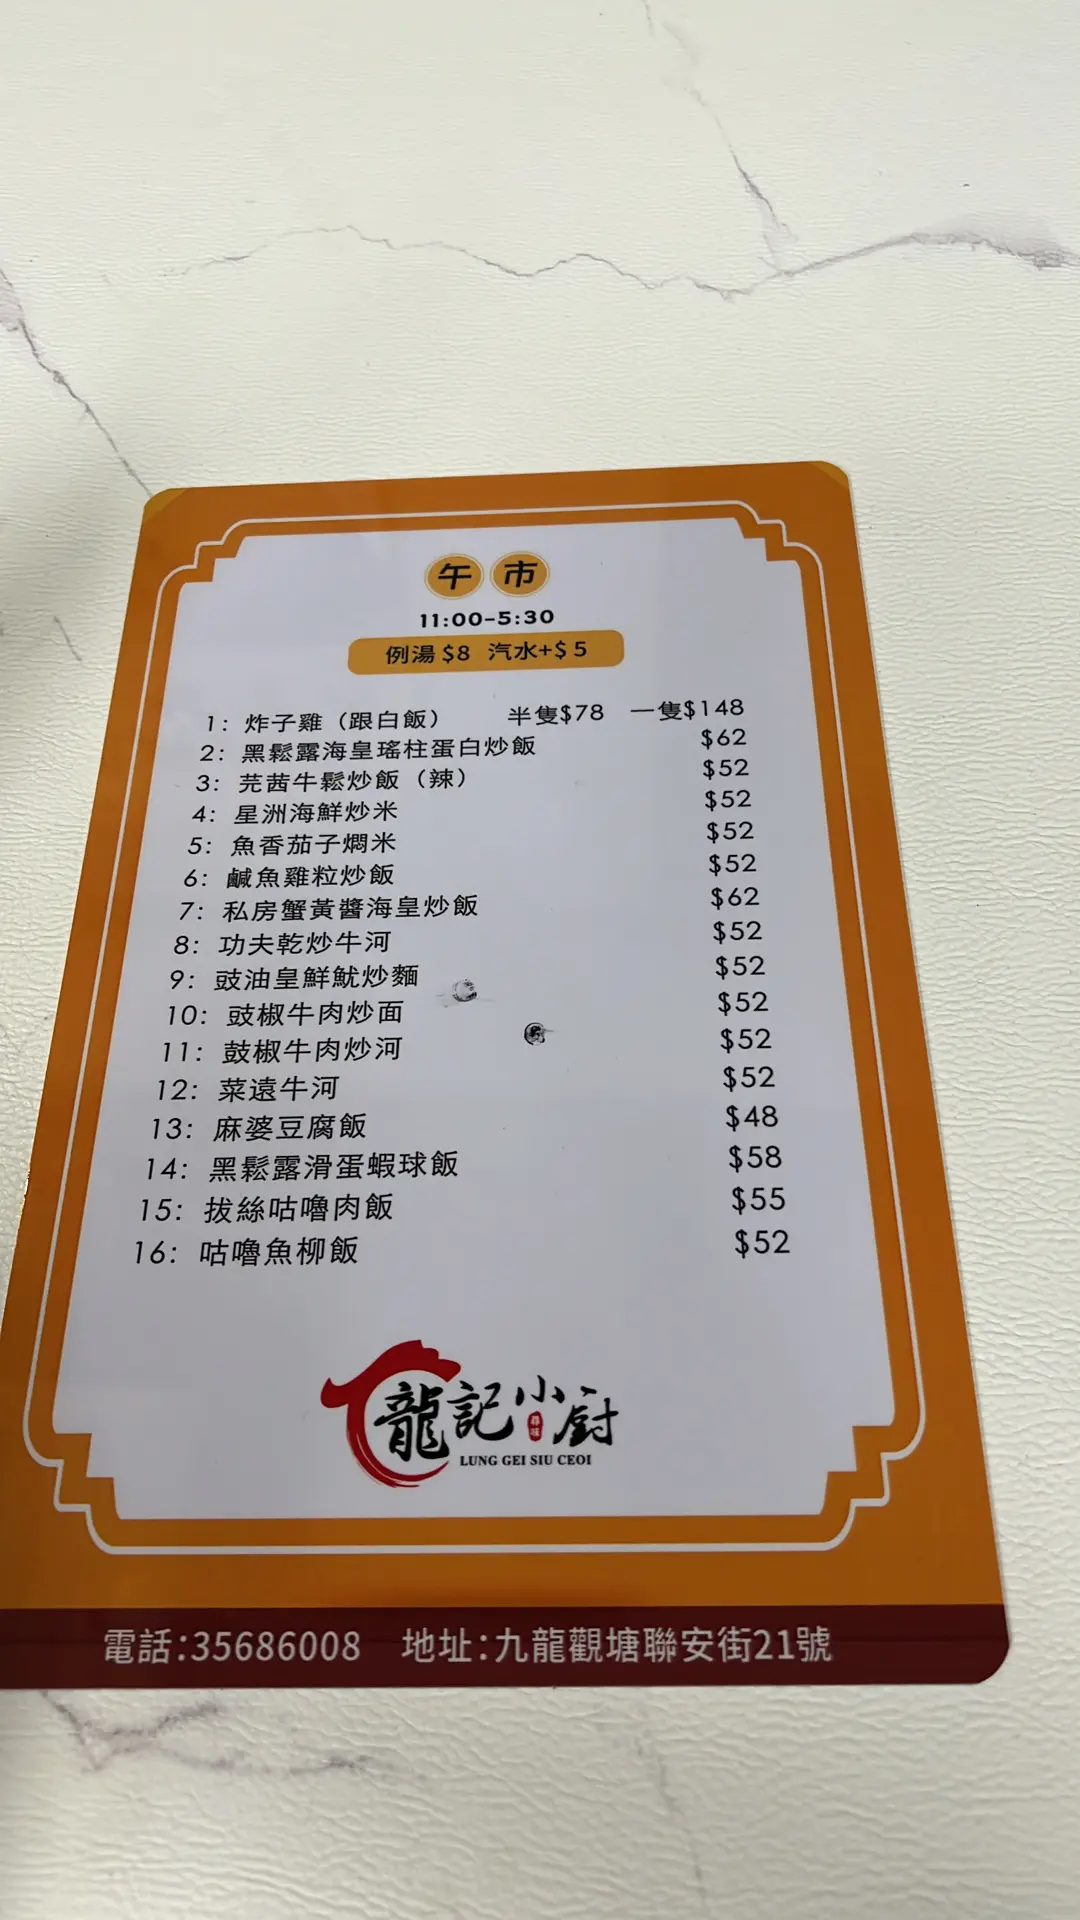 午市
11:00-5:30
例湯$8 汽水+$5
1: 炸子雞（跟白飯） 半隻$78 一隻$148
2: 黑鬆露海皇瑤柱蛋白炒飯 $62
3: 芫茜牛鬆炒飯（辣） $52
4: 星洲海鮮炒米 $52
5: 魚香茄子燜米 $52
6: 鹹魚雞粒炒飯 $52
7: 私房蟹黃醬海皇炒飯 $62
8: 功夫乾炒牛河 $52
9: 豉油皇鮮魷炒麵 $52
10: 豉椒牛肉炒面 $52
11: 鼓椒牛肉炒河 $52
12: 菜遠牛河 $52
13: 麻婆豆腐飯 $48
14: 黑鬆露滑蛋蝦球飯 $58
15: 拔絲咕嚕肉飯 $55
16: 咕嚕魚柳飯 $52
龍記小厨
LUNG GEI SIU CEOI
電話:35686008 地址:九龍觀塘聯安街21號